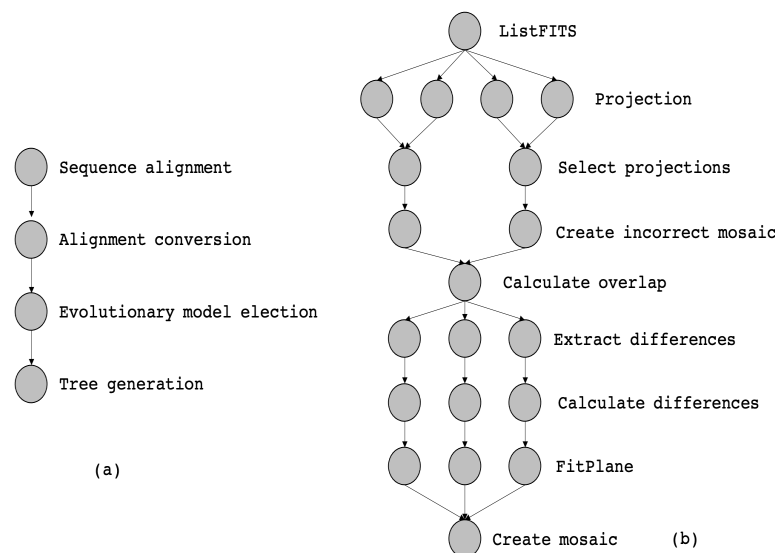 Sequence alignment
Alignment conversion
Evolutionary model election
Tree generation
(a)
ListFITS
Projection
Select projections
Create incorrect mosaic
Calculate overlap
Extract differences
Calculate differences
FitPlane
Create mosaic
(b)